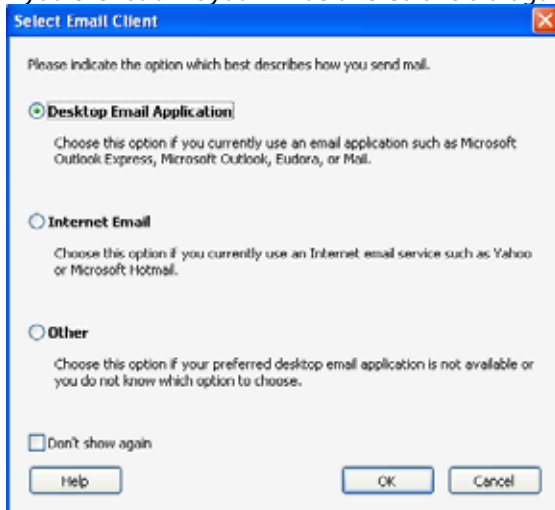 Select Email Client
Please indicate the option which best describes how you send mail.
Desktop Email Application
Choose this option if you currently use an email application such as Microsoft
Outlook Express, Microsoft Outlook, Eudora, or Mail.
Internet Email
Choose this option if you currently use an Internet email service such as Yahoo
or Microsoft Hotmail.
Other
Choose this option if your preferred desktop email application is not available or
you do not know which option to choose.
Don't show again
Help OK Cancel